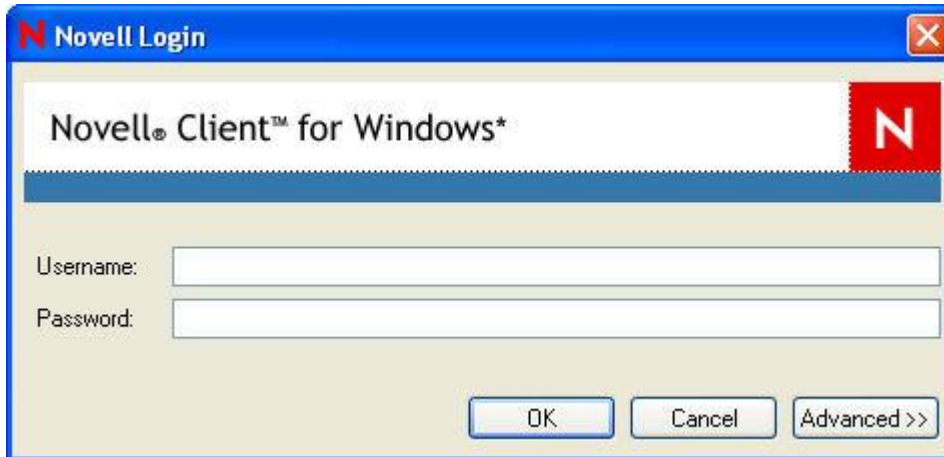 N Novell Login
Novell® Client™ for Windows*
N
Username:
Password:
OK Cancel Advanced >>